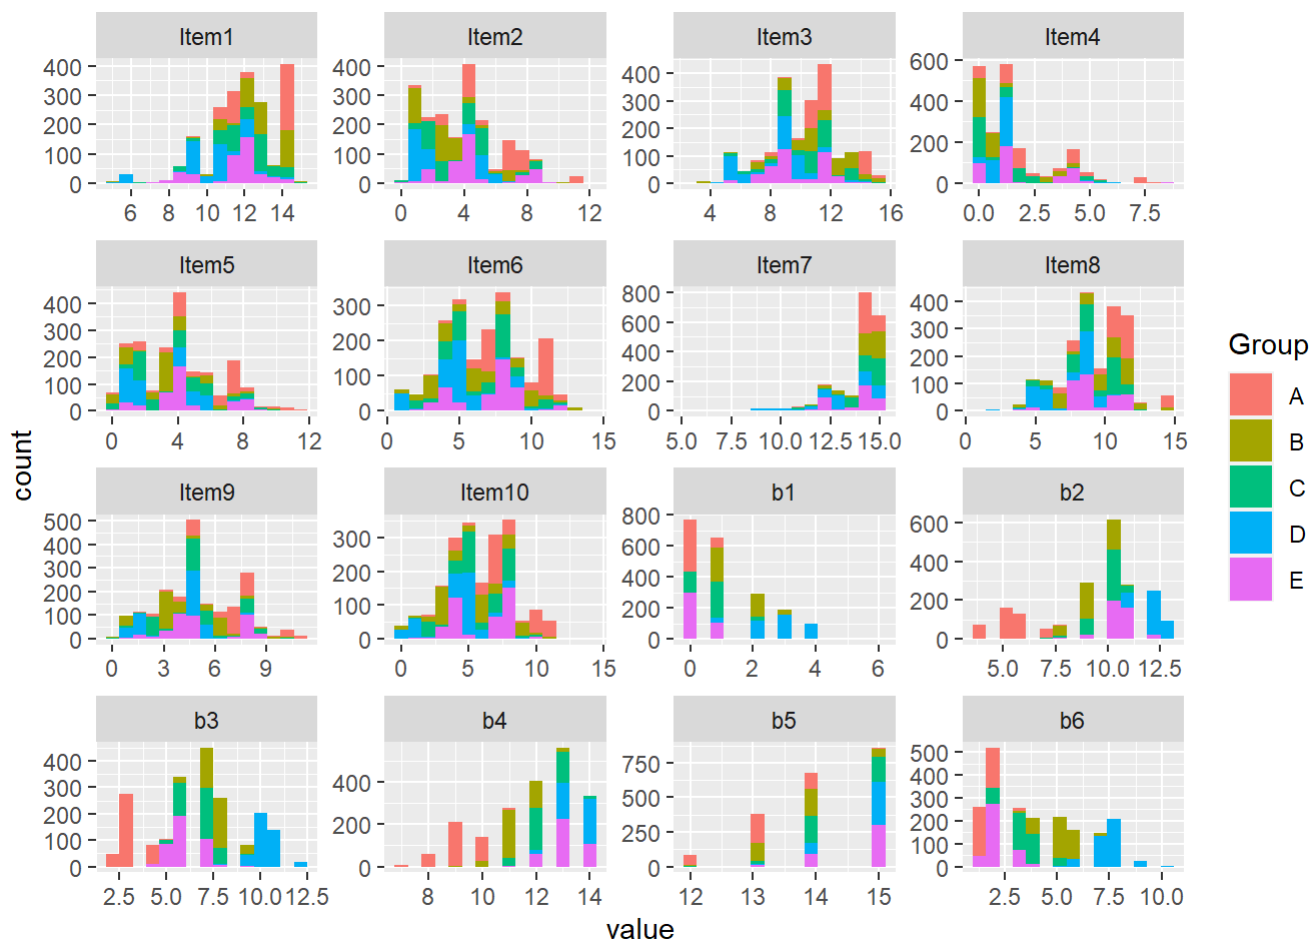 Item1 Item2 Item3 Item4
400 400 400 600
300 300 300 400
200 200 200 200
100 100 100
0 0 0 0
6 8 10 12 14 0 4 8 12 4 8 12 16 0.0 2.5 5.0 7.5
Item5 Item6 Item7 Item8
400 300 800 400
300 200 600 300
200 100 400 200
100 200 100
0 0 0 0
0 4 8 12 0 5 10 15 5.0 7.5 10.0 12.5 15.0 0 5 10 15
Group
A
B
C
D
E
count
Item9 Item10 b1 b2
500 300 800 600
400 200 600 400
300 100 400 200
200 200
100
0 0 0 0
0 3 6 9 0 5 10 15 0 2 4 6 5.0 7.5 10.0 12.5
b3 b4 b5 b6
400 400 750 500
300 200 500 400
200 250 300
100 200
100
0 0 0 0
2.5 5.0 7.5 10.0 12.5 8 10 12 14 12 13 14 15 2.5 5.0 7.5 10.0
value